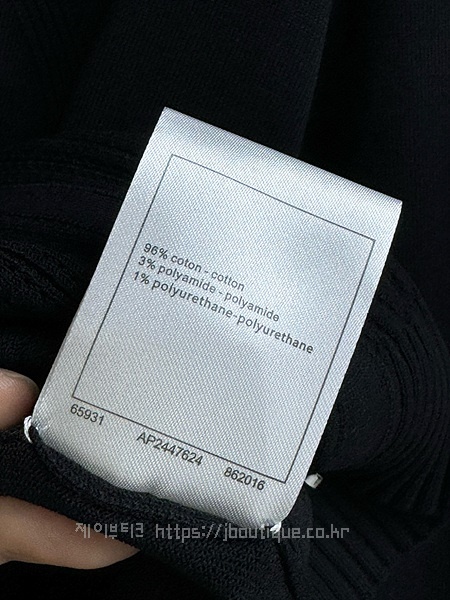 96% coton - cotton
3% polyamide - polyamide
1% polyurethane-polyurethane
65931 AP2447624 862016
제이부티크 https://jboutique.co.kr